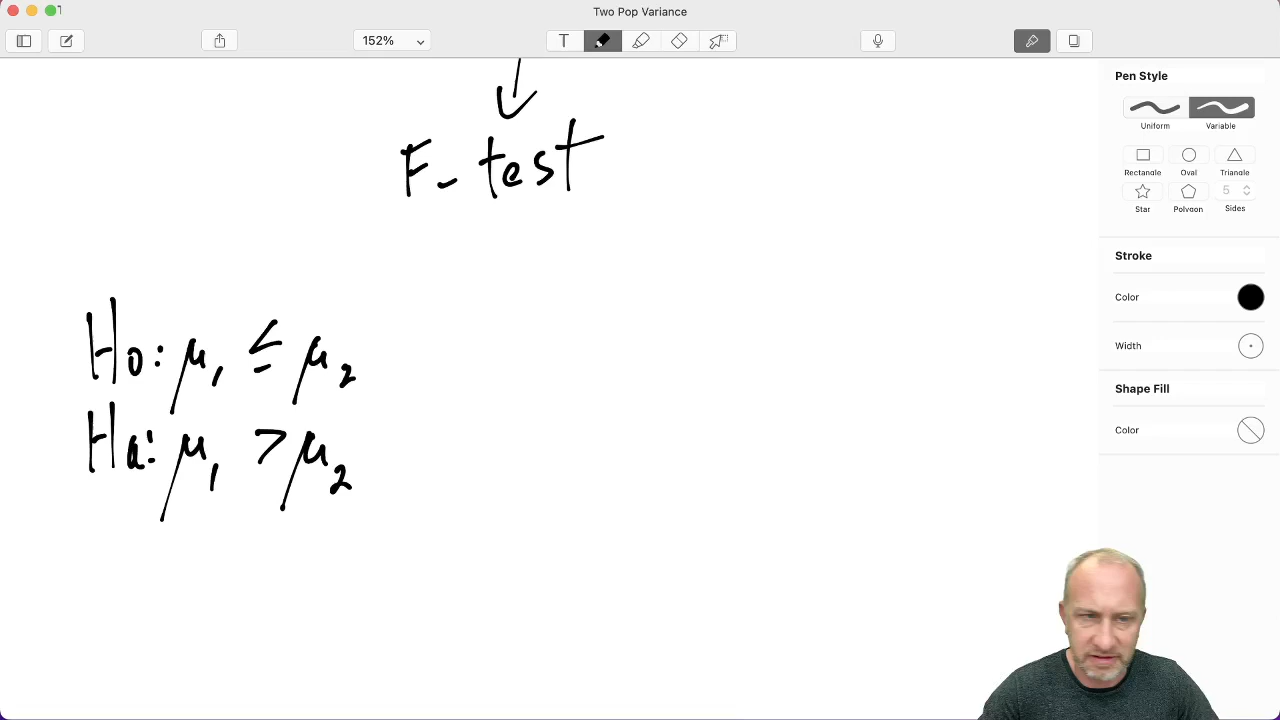 Two Pop Variance
152%
T
Pen Style
Uniform Variable
Rectangle Oval Triangle
Star Polygon 5 Sides
Stroke
Color
Width
Shape Fill
Color
F- test
Ho: μ1 ≤ μ2
Ha: μ1 > μ2